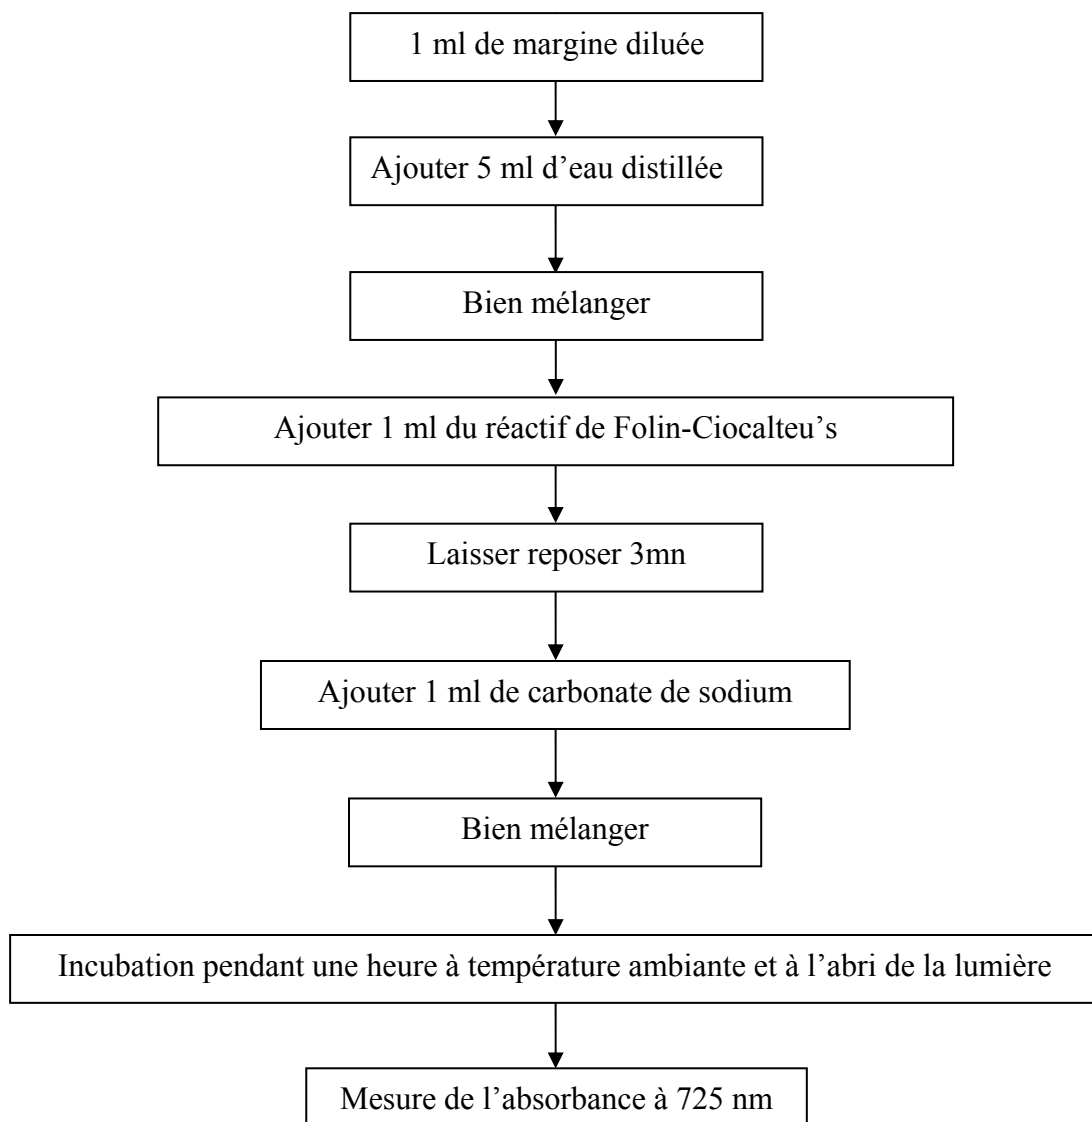 1 ml de margine diluée
Ajouter 5 ml d’eau distillée
Bien mélanger
Ajouter 1 ml du réactif de Folin-Ciocalteu’s
Laisser reposer 3mn
Ajouter 1 ml de carbonate de sodium
Bien mélanger
Incubation pendant une heure à température ambiante et à l’abri de la lumière
Mesure de l’absorbance à 725 nm